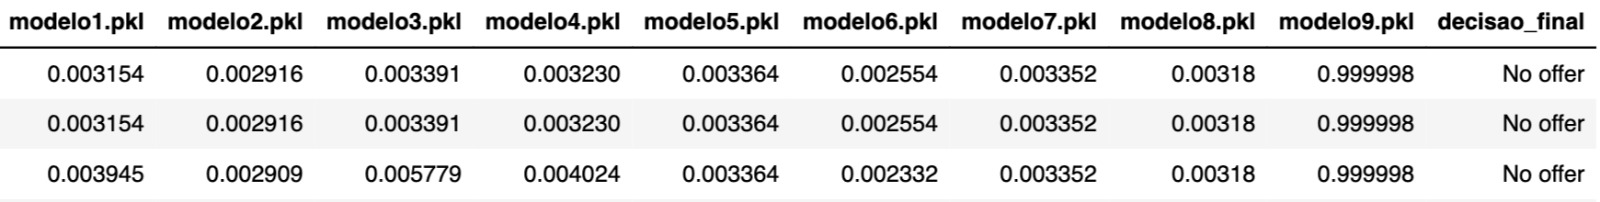 modelo1.pkl modelo2.pkl modelo3.pkl modelo4.pkl modelo5.pkl modelo6.pkl modelo7.pkl modelo8.pkl modelo9.pkl decisao_final
0.003154 0.002916 0.003391 0.003230 0.003364 0.002554 0.003352 0.00318 0.999998 No offer
0.003154 0.002916 0.003391 0.003230 0.003364 0.002554 0.003352 0.00318 0.999998 No offer
0.003945 0.002909 0.005779 0.004024 0.003364 0.002332 0.003352 0.00318 0.999998 No offer